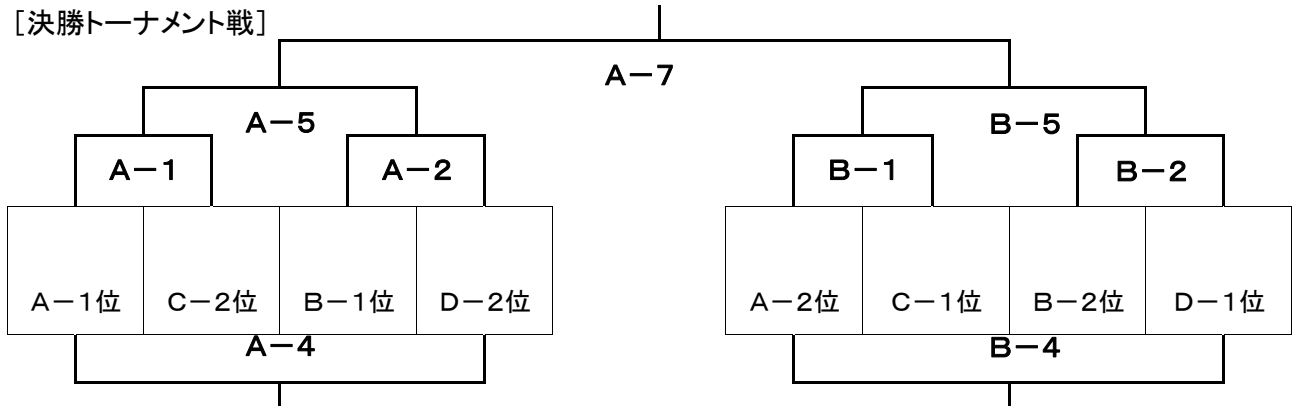 ［決勝トーナメント戦］
Ａ－７
Ａ－５
Ｂ－５
Ａ－１
Ａ－２
Ｂ－１
Ｂ－２
Ａ－１位
Ｃ－２位
Ｂ－１位
Ｄ－２位
Ａ－２位
Ｃ－１位
Ｂ－２位
Ｄ－１位
Ａ－４
Ｂ－４